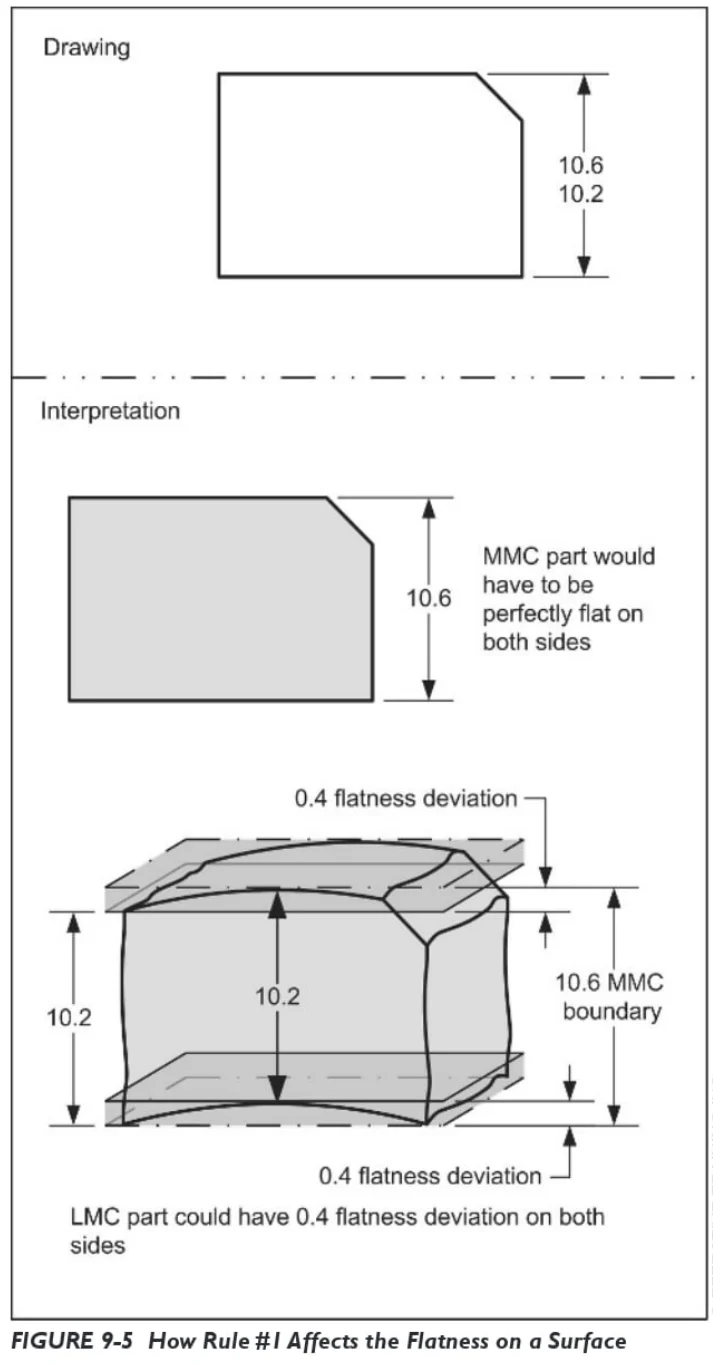 Drawing
10.6
10.2
Interpretation
10.6
MMC part would
have to be
perfectly flat on
both sides
0.4 flatness deviation
10.2
10.2
10.6 MMC
boundary
0.4 flatness deviation
LMC part could have 0.4 flatness deviation on both
sides
FIGURE 9-5 How Rule #1 Affects the Flatness on a Surface